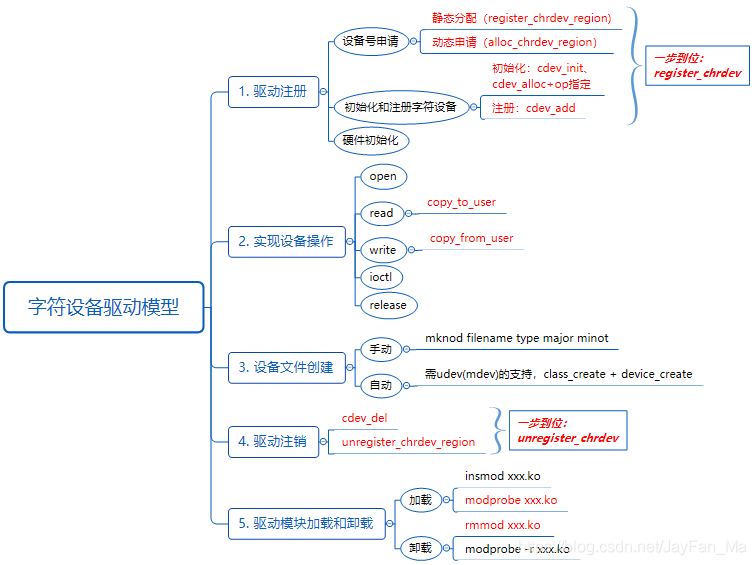 字符设备驱动模型
1. 驱动注册
设备号申请
静态分配（register_chrdev_region）
动态申请（alloc_chrdev_region）
初始化和注册字符设备
初始化：cdev_init、
cdev_alloc+op指定
注册：cdev_add
一步到位：
register_chrdev
硬件初始化
2. 实现设备操作
open
read
copy_to_user
write
copy_from_user
ioctl
release
3. 设备文件创建
手动
mknod filename type major minot
自动
需udev(mdev)的支持，class_create + device_create
4. 驱动注销
cdev_del
unregister_chrdev_region
一步到位：
unregister_chrdev
5. 驱动模块加载和卸载
加载
insmod xxx.ko
modprobe xxx.ko
卸载
rmmod xxx.ko
modprobe -r xxx.ko
https://blog.csdn.net/JayFan_Ma